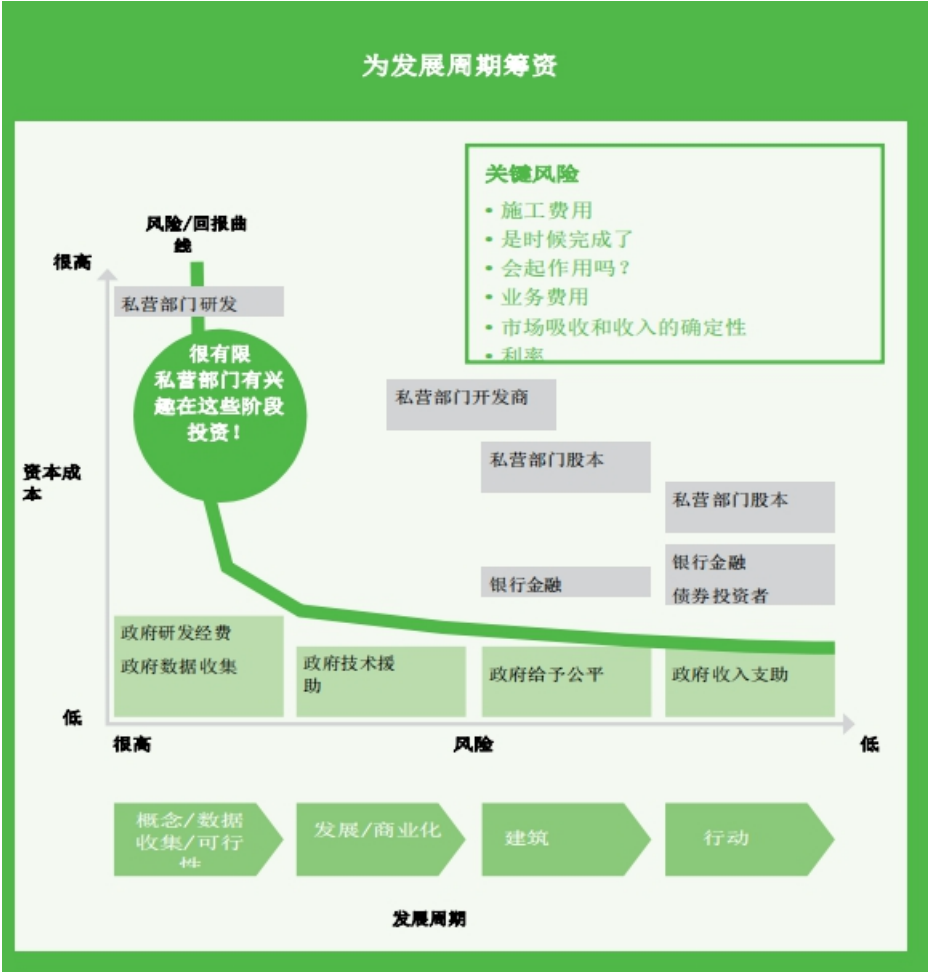 为发展周期筹资
关键风险
• 施工费用
• 是时候完成了
• 会起作用吗？
• 业务费用
• 市场吸收和收入的确定性
• 利率
风险/回报曲
线
很高
私营部门研发
很有限
私营部门有兴
趣在这些阶段
投资！
私营部门开发商
私营部门股本
资本成
本
私营部门股本
银行金融
银行金融
债券投资者
政府研发经费
政府数据收集
政府技术援
助
政府给予公平
政府收入支助
低
很高
风险
低
概念/数据
收集/可行
性
发展/商业化
建筑
行动
发展周期